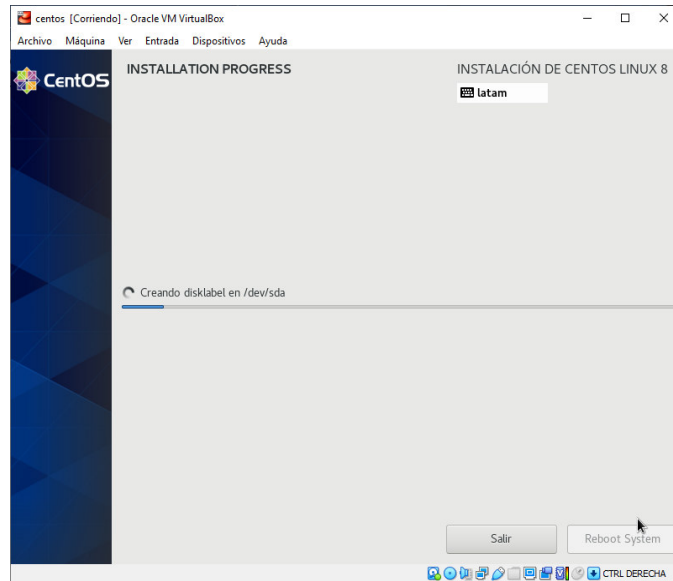 centos [Corriendo] - Oracle VM VirtualBox
Archivo Máquina Ver Entrada Dispositivos Ayuda
CentOS
INSTALLATION PROGRESS
INSTALACIÓN DE CENTOS LINUX 8
latam
Creando disklabel en /dev/sda
Salir
Reboot System
CTRL DERECHA